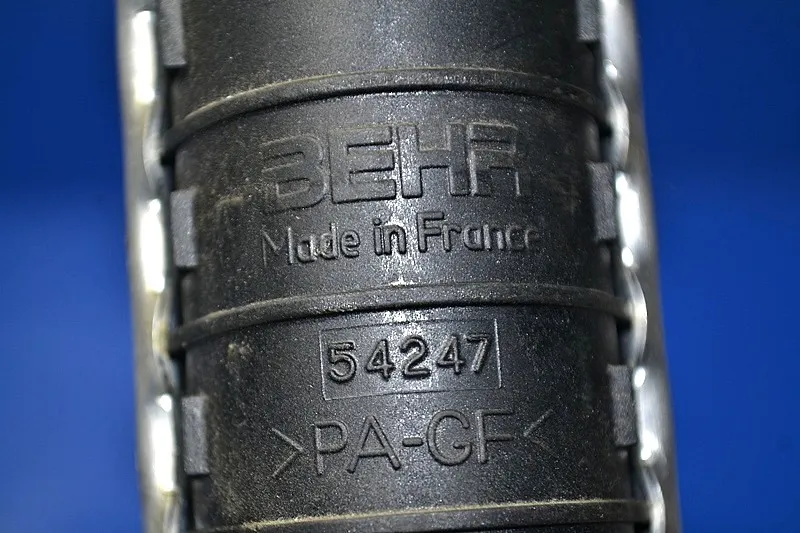 BEHR
Made in France
54247
>PA-GF<